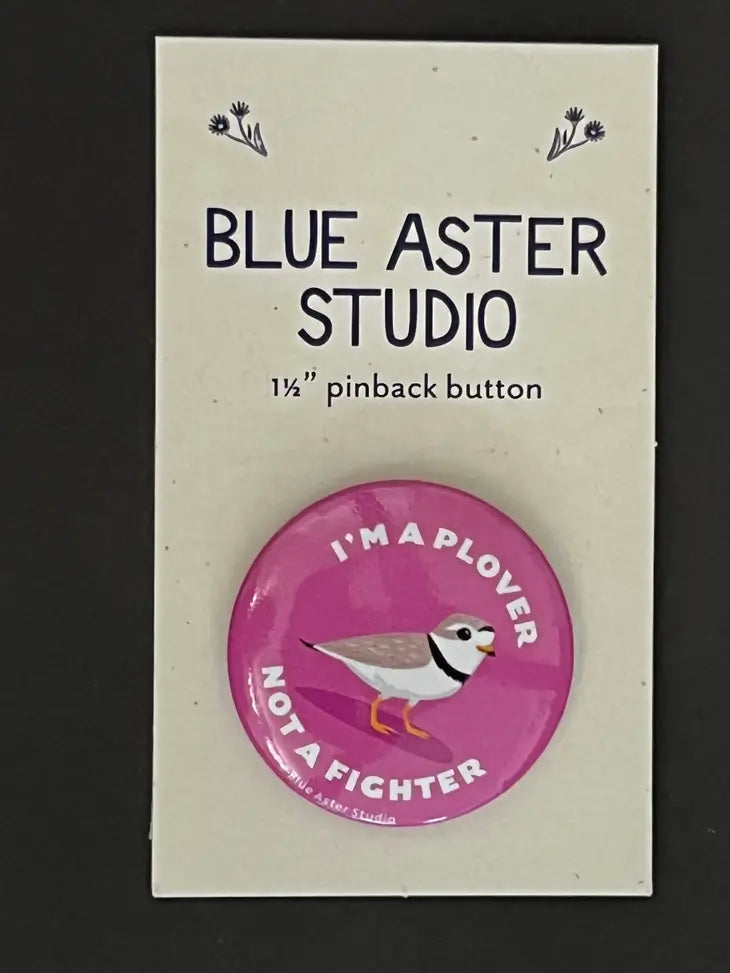 BLUE ASTER
STUDIO
1½” pinback button
I'M A PLOVER
NOT A FIGHTER
Blue Aster Studio